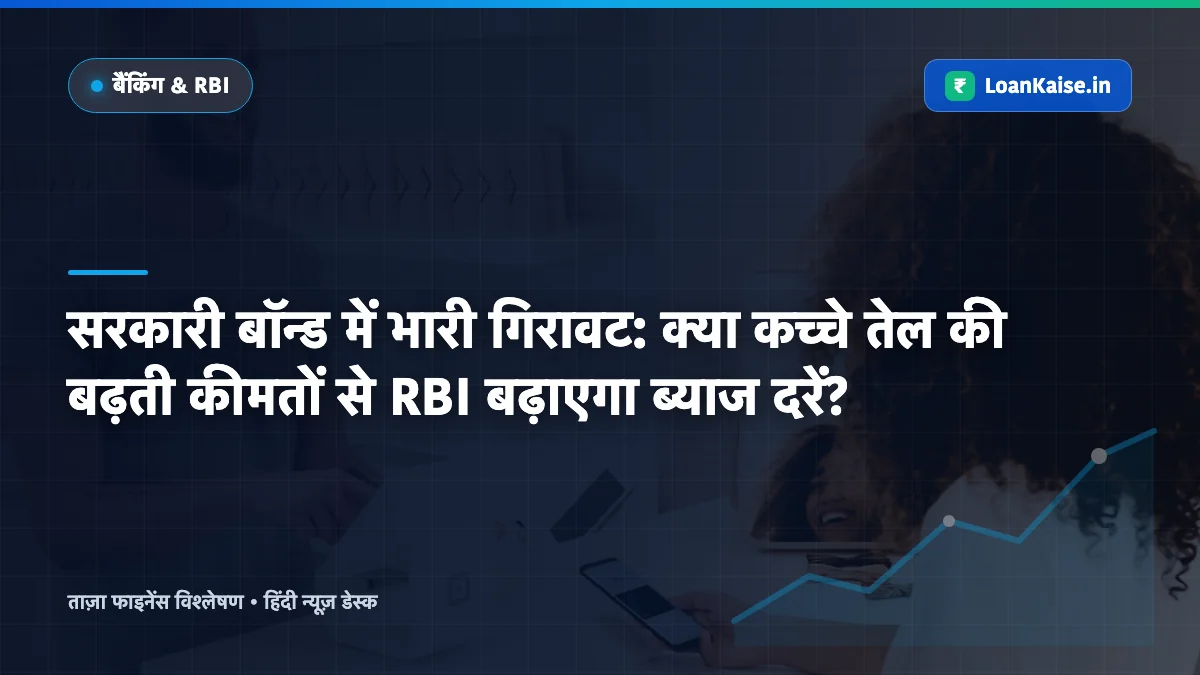 बैंकिंग & RBI
₹ LoanKaise.in
सरकारी बॉन्ड में भारी गिरावट: क्या कच्चे तेल की
बढ़ती कीमतों से RBI बढ़ाएगा ब्याज दरें?
ताज़ा फाइनेंस विश्लेषण • हिंदी न्यूज़ डेस्क